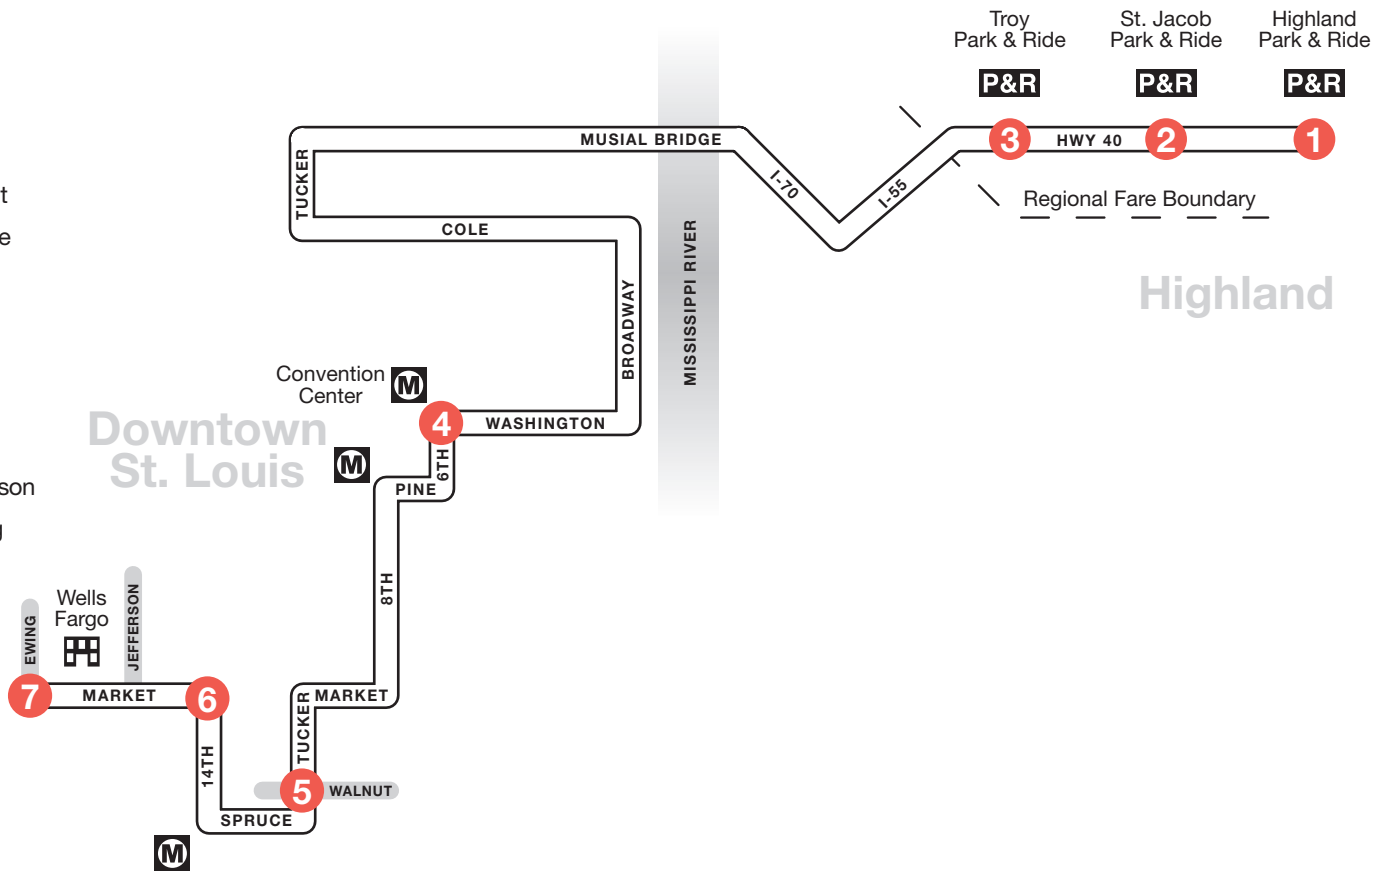 Troy
Park & Ride
St. Jacob
Park & Ride
Highland
Park & Ride
P&R
P&R
P&R
3
HWY 40
2
1
MUSIAL BRIDGE
TUCKER
I-70
I-55
Regional Fare Boundary
t
e
COLE
BROADWAY
MISSISSIPPI RIVER
Highland
Convention
Center
M
4
WASHINGTON
Downtown
St. Louis
M
6TH
PINE
son
g
8TH
Wells
Fargo
EWING
JEFFERSON
7
MARKET
6
TUCKER
MARKET
14TH
5
WALNUT
SPRUCE
M